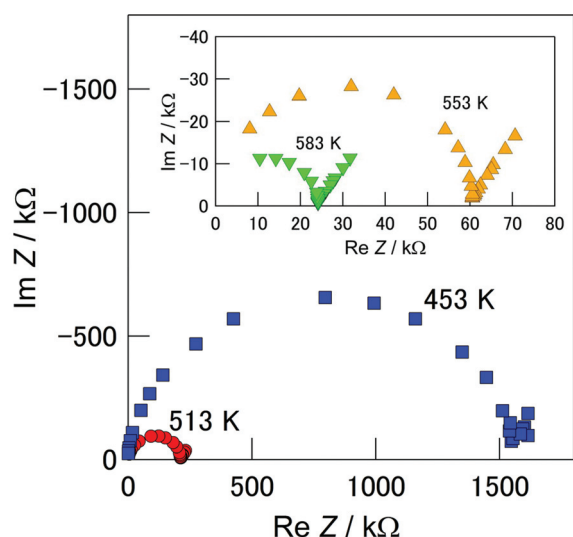 -40
-30
-20
-10
0
0 10 20 30 40 50 60 70 80
Im Z / kΩ
Re Z / kΩ
553 K
583 K
-1500
-1000
-500
0
0 500 1000 1500
Im Z / kΩ
Re Z / kΩ
453 K
513 K